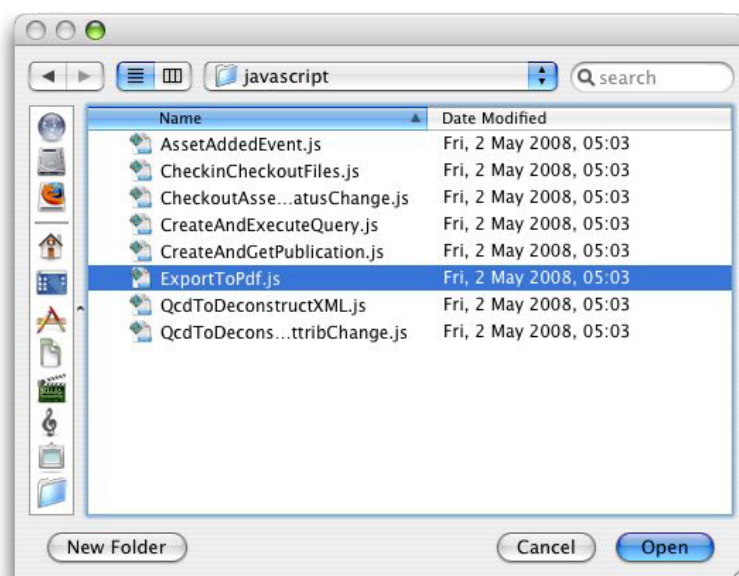 javascript
search
Name Date Modified
AssetAddedEvent.js Fri, 2 May 2008, 05:03
CheckinCheckoutFiles.js Fri, 2 May 2008, 05:03
CheckoutAsse...atusChange.js Fri, 2 May 2008, 05:03
CreateAndExecuteQuery.js Fri, 2 May 2008, 05:03
CreateAndGetPublication.js Fri, 2 May 2008, 05:03
ExportToPdf.js Fri, 2 May 2008, 05:03
QcdToDeconstructXML.js Fri, 2 May 2008, 05:03
QcdToDecons...ttribChange.js Fri, 2 May 2008, 05:03
New Folder Cancel Open